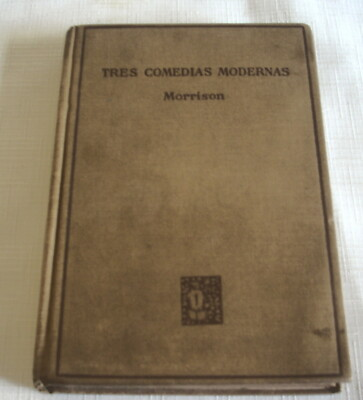 TRES COMEDIAS MODERNAS
Morrison